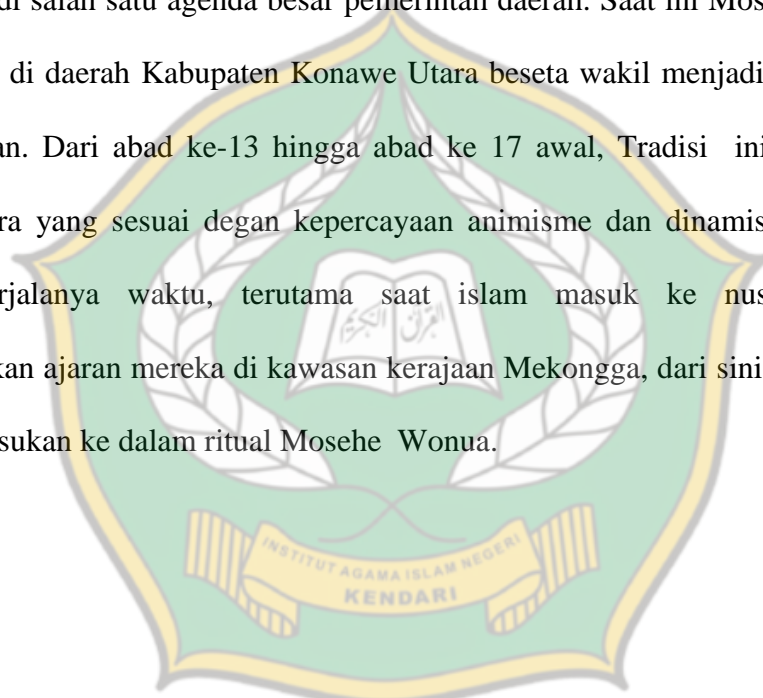 di salah satu agenda besar pemerintah daerah. Saat ini Mos
di daerah Kabupaten Konawe Utara beseta wakil menjadi
an. Dari abad ke-13 hingga abad ke 17 awal, Tradisi ini
ra yang sesuai degan kepercayaan animisme dan dinamis
rjalanya waktu, terutama saat islam masuk ke nus
القرآن الكريم
kan ajaran mereka di kawasan kerajaan Mekongga, dari sini
sukan ke dalam ritual Mosehe Wonua.
INSTITUT AGAMA ISLAM NEGERI
KENDARI